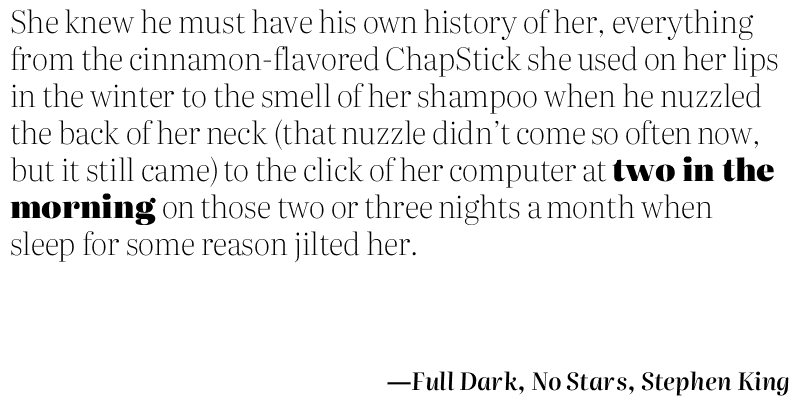 She knew he must have his own history of her, everything
from the cinnamon-flavored ChapStick she used on her lips
in the winter to the smell of her shampoo when he nuzzled
the back of her neck (that nuzzle didn’t come so often now,
but it still came) to the click of her computer at two in the
morning on those two or three nights a month when
sleep for some reason jilted her.
—Full Dark, No Stars, Stephen King